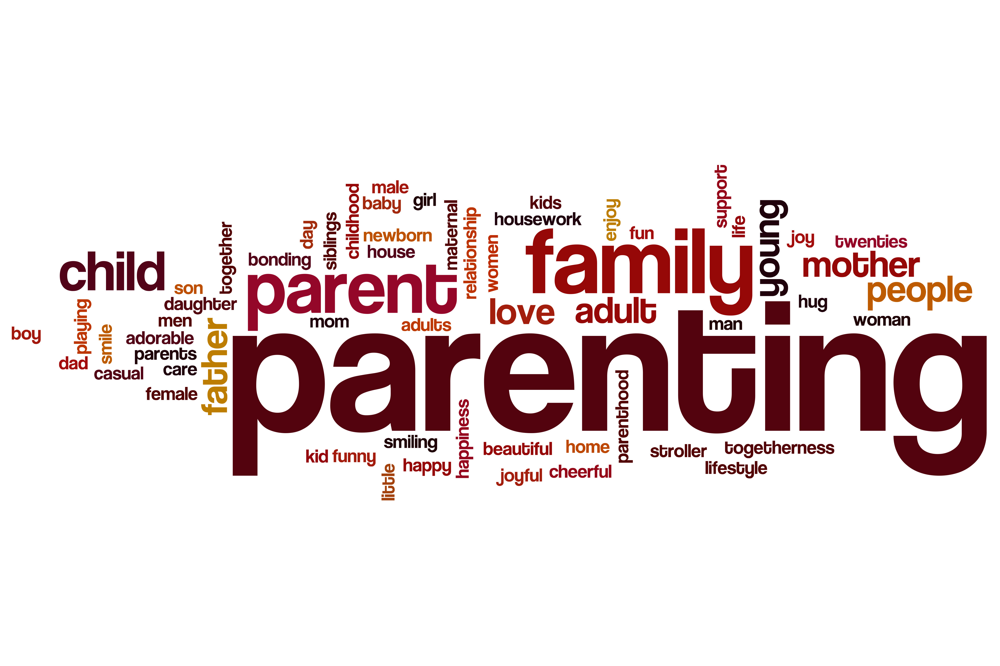 support
male
childhood
baby
girl
kids
young
enjoy
maternal
relationship
housework
siblings
life
day
together
newborn
fun
family
joy
women
twenties
house
child
bonding
mother
parent
people
son
hug
daughter
love
adult
playing
men
father
mom
adults
man
woman
boy
smile
adorable
parenting
parents
dad
care
casual
parenthood
female
happiness
smiling
beautiful
home
togetherness
stroller
kid
funny
happy
little
joyful
cheerful
lifestyle